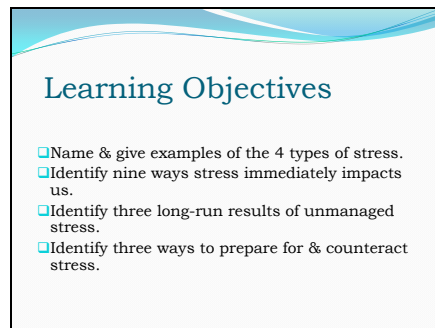 Learning Objectives
Name & give examples of the 4 types of stress.
Identify nine ways stress immediately impacts
us.
Identify three long-run results of unmanaged
stress.
Identify three ways to prepare for & counteract
stress.